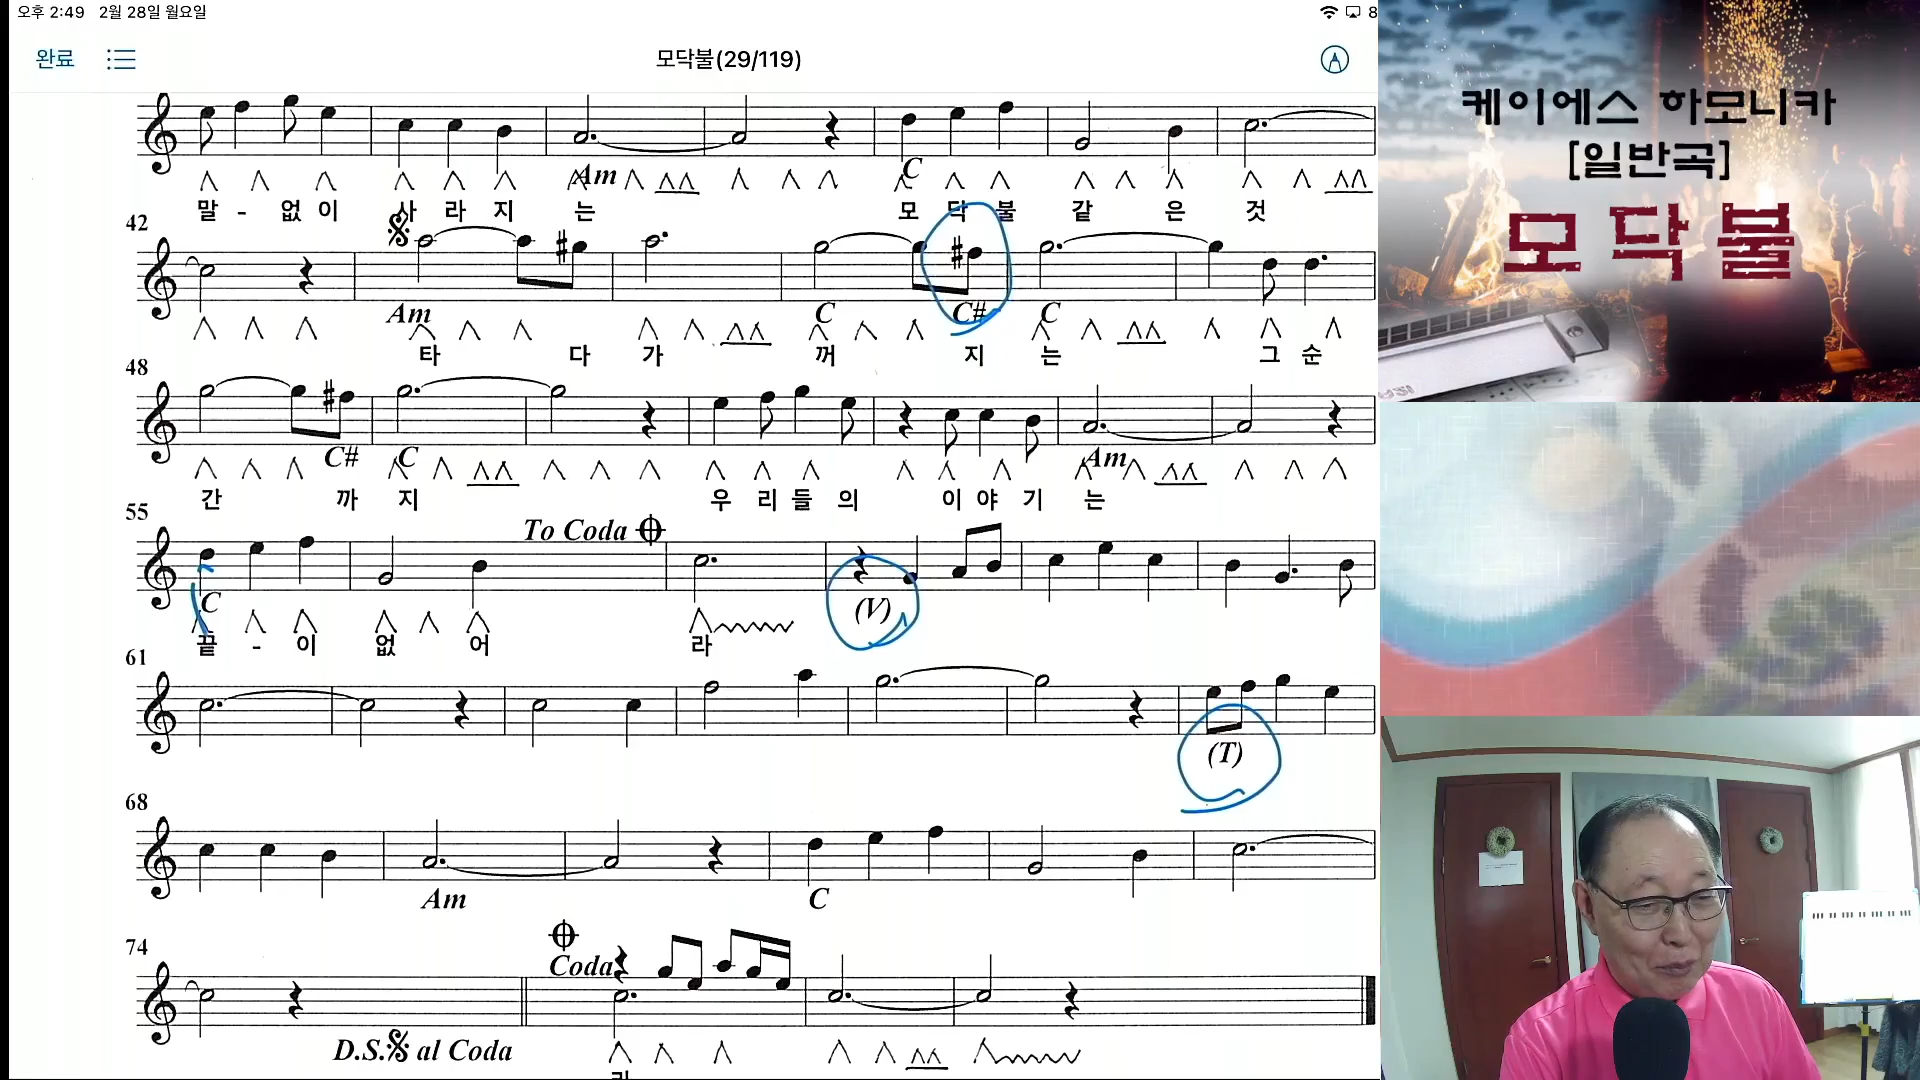 오후 2:49 2월 28일 월요일
8
완료
모닥불(29/119)
Am C
말 - 없 이 사 라 지 는 모 닥 불 같 은 것
42
Am C C# C
타 다 가 꺼 지 는 그 순
48
C# C Am
간 까 지 우 리 들 의 이 야 기 는
55
To Coda
C (V)
끝 - 이 없 어 라
61
(T)
68
Am C
74
Coda
D.S. al Coda
케이에스 하모니카
[일반곡]
모닥불